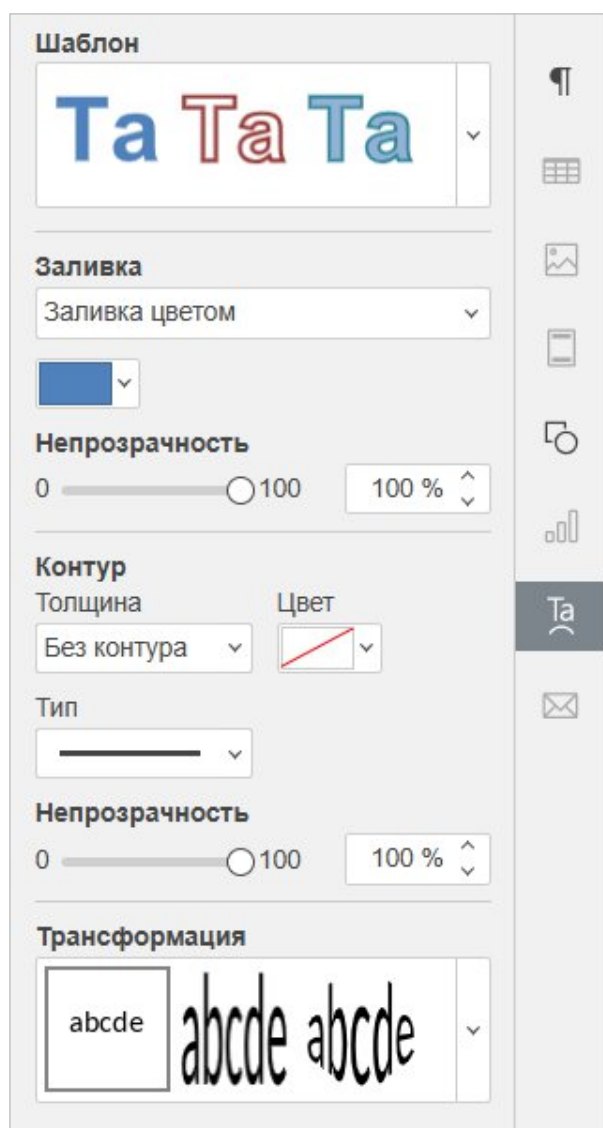 Шаблон
Ta Ta Ta
Заливка
Заливка цветом
Непрозрачность
0 100 100 %
Контур
Толщина Цвет
Без контура
Тип
Непрозрачность
0 100 100 %
Трансформация
abcde abcde abcde
Ta